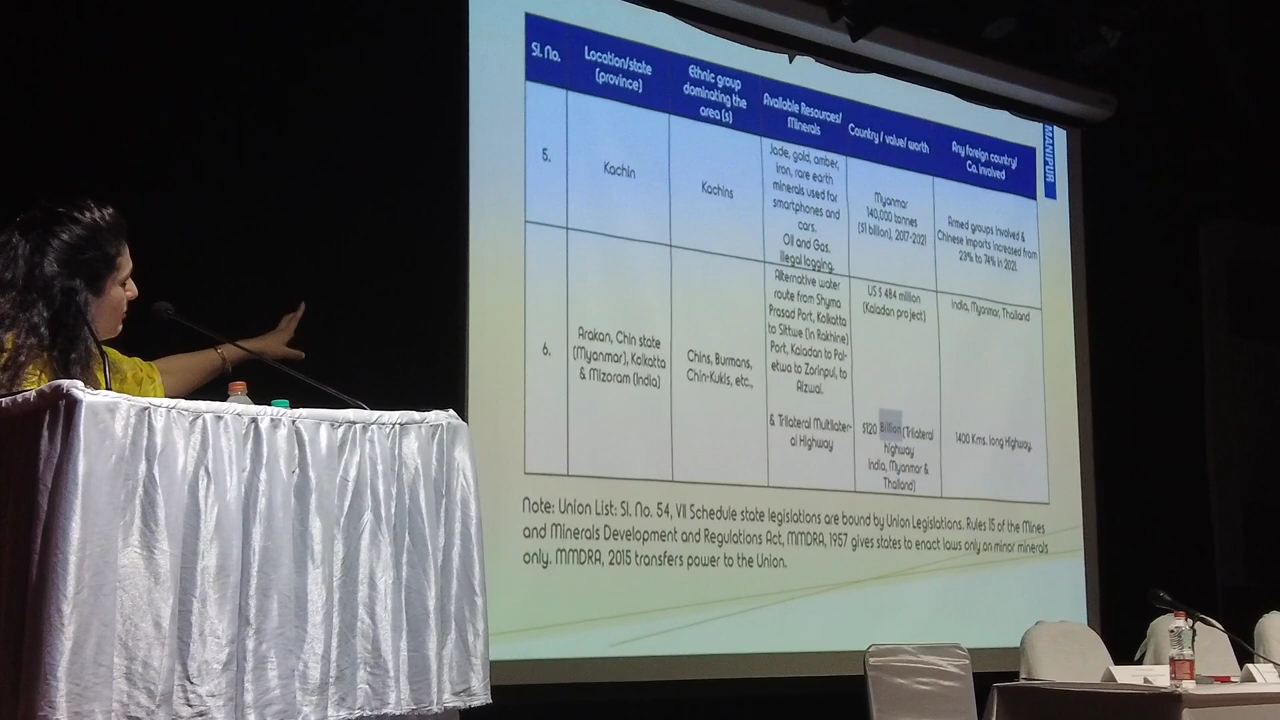 Sl. No.
Location/state
(province)
Ethnic group
dominating the
area (s)
Available Resources/
Minerals
Country / value/ worth
Any foreign country/
Co. involved
MANIPUR
5.
Kachin
Kachins
Jade, gold, amber,
iron, rare earth
minerals used for
smartphones and
cars.
Oil and Gas.
Illegal logging.
Myanmar
140,000 tonnes
($1 billion), 2017-2021
Armed groups involved &
Chinese imports increased from
23% to 74% in 2021.
6.
Arakan, Chin state
(Myanmar), Kolkatta
& Mizoram (India)
Chins, Burmans,
Chin-Kukis, etc.,
Alternative water
route from Shyma
Prasad Port, Kolkatta
to Sittwe (in Rakhine)
Port, Kaladan to Pal-
etwa to Zorinpui, to
Aizwal.
& Trilateral Multilater-
al Highway
US $ 484 million
(Kaladan project)
$120 Billion (Trilateral
highway
India, Myanmar &
Thailand)
India, Myanmar, Thailand
1400 Kms. long Highway.
Note: Union List: Sl. No. 54, VII Schedule state legislations are bound by Union Legislations. Rules 15 of the Mines
and Minerals Development and Regulations Act, MMDRA, 1957 gives states to enact laws only on minor minerals
only. MMDRA, 2015 transfers power to the Union.